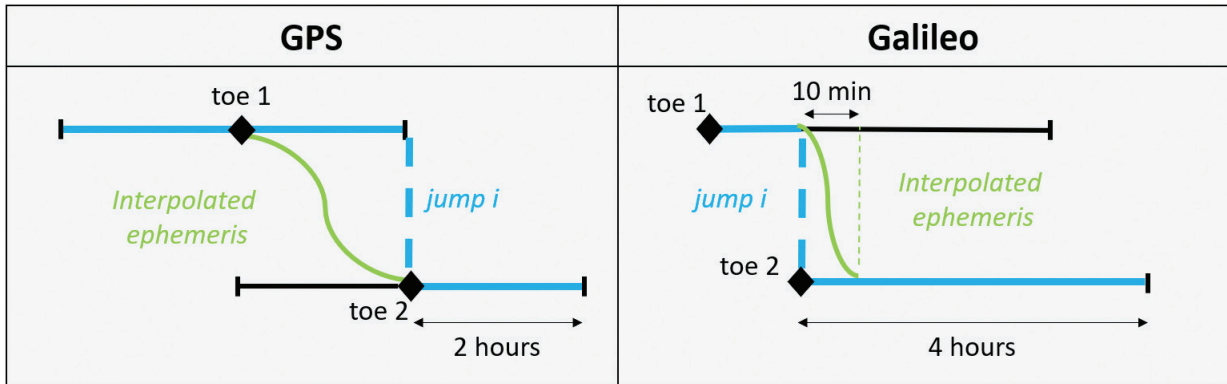 GPS
toe 1
Interpolated
ephemeris
jump i
toe 2
2 hours
Galileo
10 min
toe 1
jump i
Interpolated
ephemeris
toe 2
4 hours